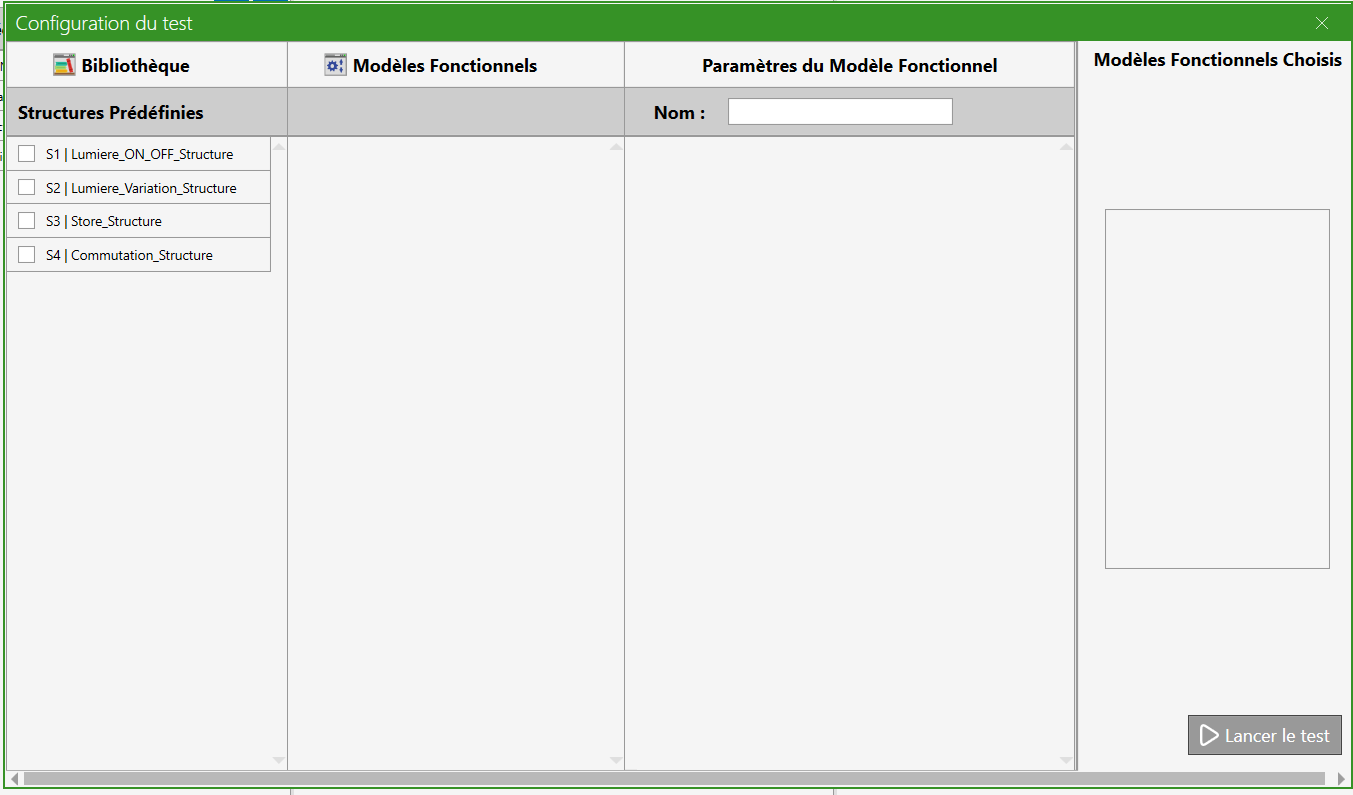 Configuration du test
Bibliothèque
Modèles Fonctionnels
Paramètres du Modèle Fonctionnel
Modèles Fonctionnels Choisis
Structures Prédéfinies
Nom :
S1 | Lumiere_ON_OFF_Structure
S2 | Lumiere_Variation_Structure
S3 | Store_Structure
S4 | Commutation_Structure
Lancer le test